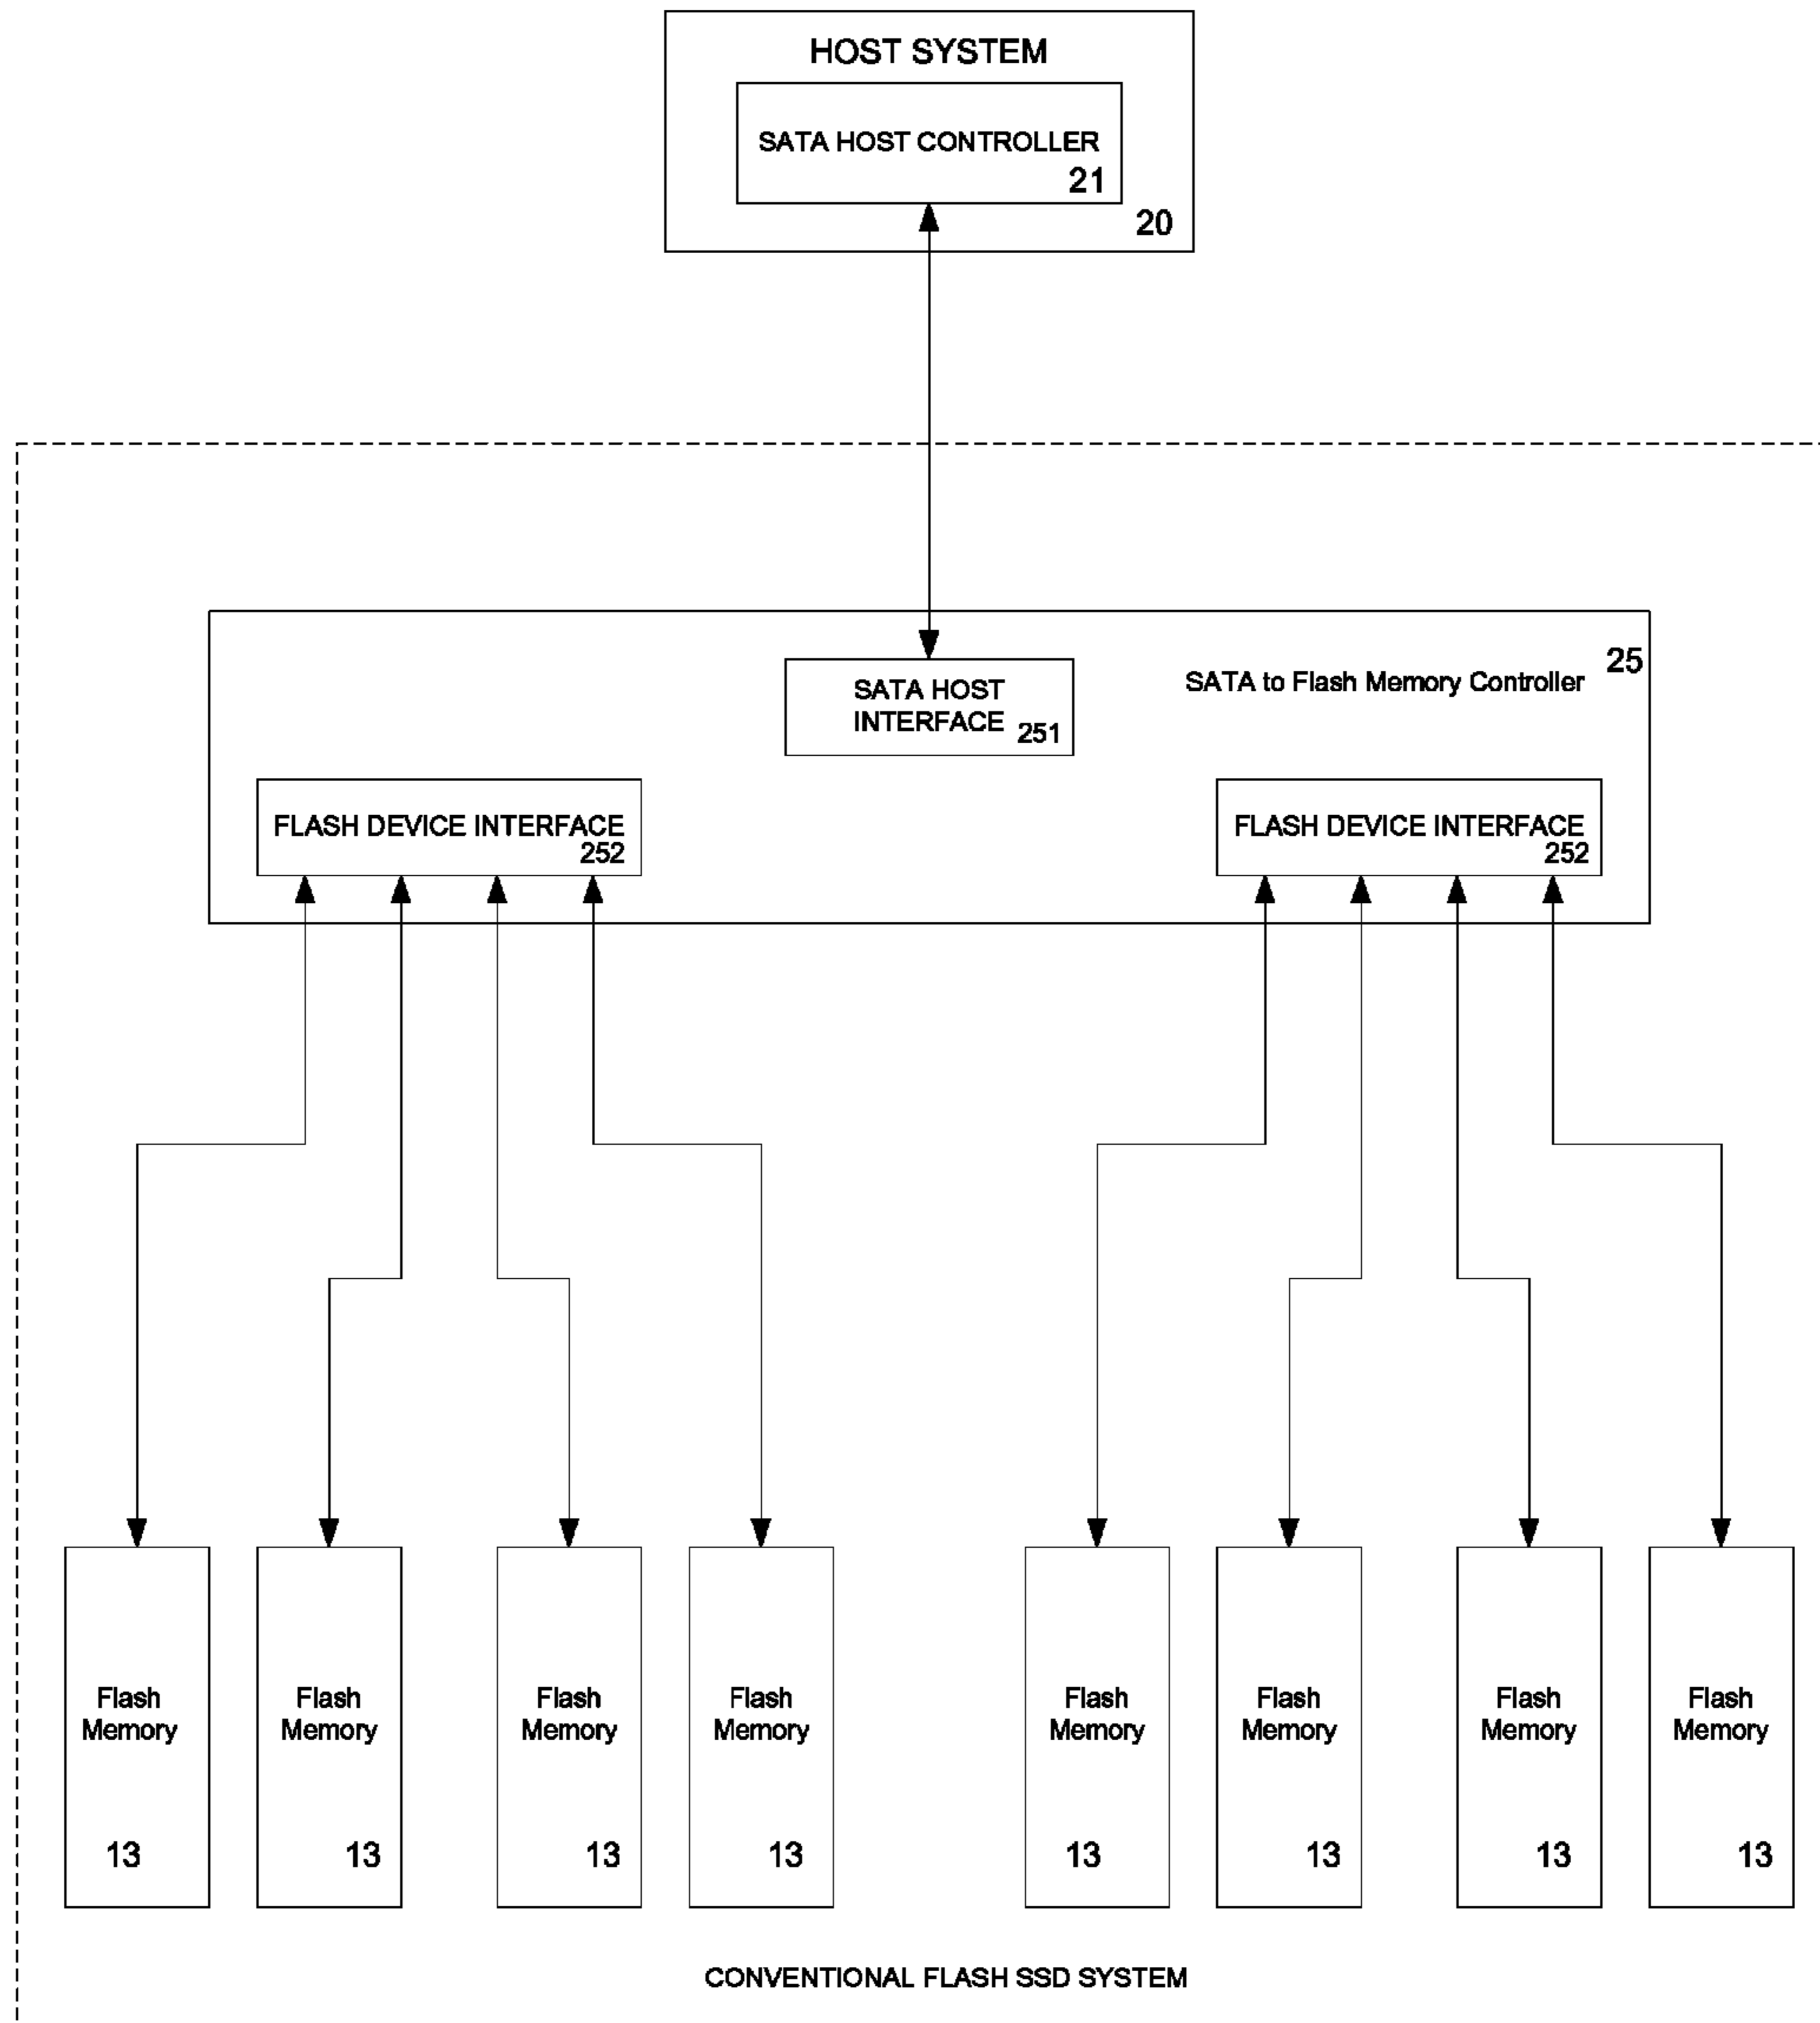 HOST SYSTEM
SATA HOST CONTROLLER
21
20
25
SATA to Flash Memory Controller
SATA HOST
INTERFACE 251
FLASH DEVICE INTERFACE
252
FLASH DEVICE INTERFACE
252
Flash
Memory
13
Flash
Memory
13
Flash
Memory
13
Flash
Memory
13
Flash
Memory
13
Flash
Memory
13
Flash
Memory
13
Flash
Memory
13
CONVENTIONAL FLASH SSD SYSTEM